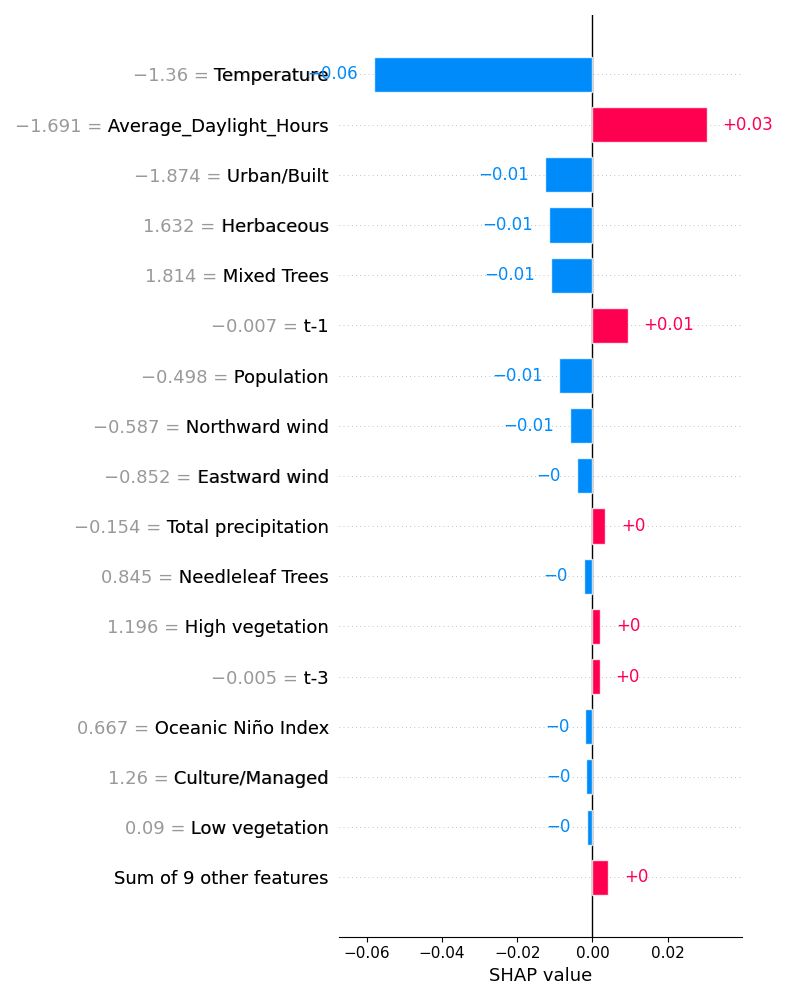 −1.36 = Temperature −0.06
−1.691 = Average_Daylight_Hours +0.03
−1.874 = Urban/Built −0.01
1.632 = Herbaceous −0.01
1.814 = Mixed Trees −0.01
−0.007 = t-1 +0.01
−0.498 = Population −0.01
−0.587 = Northward wind −0.01
−0.852 = Eastward wind −0
−0.154 = Total precipitation +0
0.845 = Needleleaf Trees −0
1.196 = High vegetation +0
−0.005 = t-3 +0
0.667 = Oceanic Niño Index −0
1.26 = Culture/Managed −0
0.09 = Low vegetation −0
Sum of 9 other features +0
−0.06 −0.04 −0.02 0.00 0.02
SHAP value